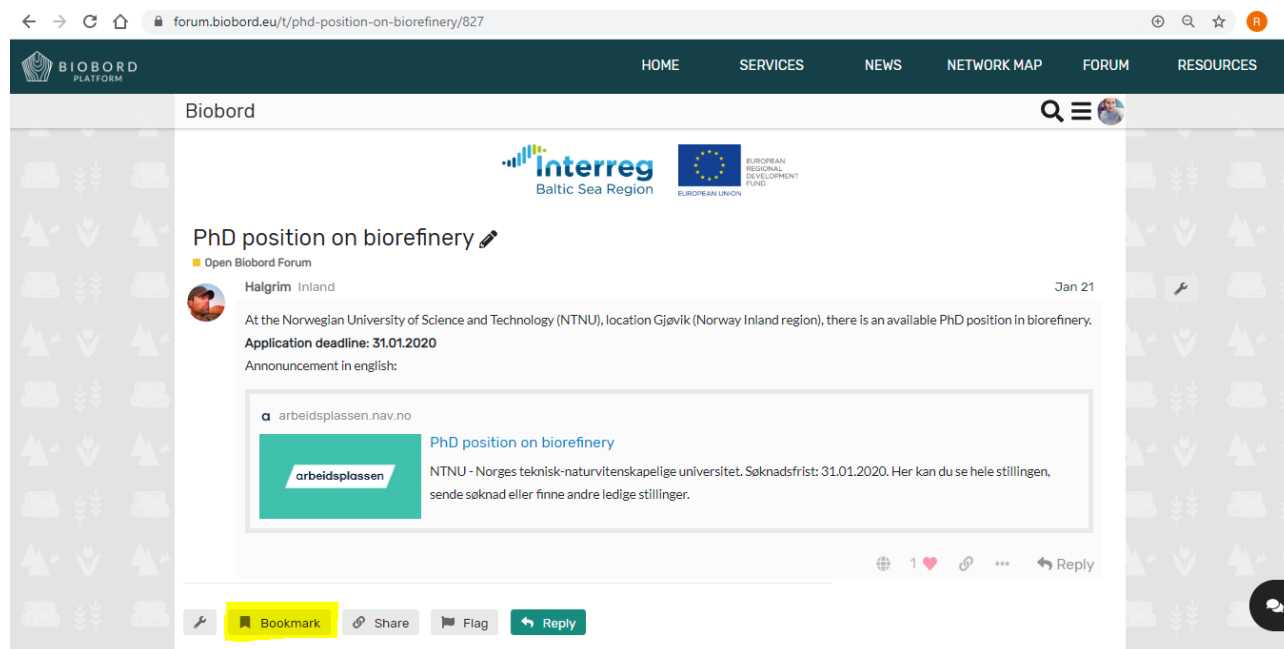 forum.biobord.eu/t/phd-position-on-biorefinery/827
R
BIOBORD
PLATFORM
HOME SERVICES NEWS NETWORK MAP FORUM RESOURCES
Biobord
Interreg
Baltic Sea Region
EUROPEAN UNION
EUROPEAN
REGIONAL
DEVELOPMENT
FUND
PhD position on biorefinery
Open Biobord Forum
Halgrim Inland Jan 21
At the Norwegian University of Science and Technology (NTNU), location Gjøvik (Norway Inland region), there is an available PhD position in biorefinery.
Application deadline: 31.01.2020
Annonuncement in english:
a arbeidsplassen.nav.no
arbeidsplassen
PhD position on biorefinery
NTNU - Norges teknisk-naturvitenskapelige universitet. Søknadsfrist: 31.01.2020. Her kan du se hele stillingen,
sende søknad eller finne andre ledige stillinger.
1 Reply
Bookmark Share Flag Reply